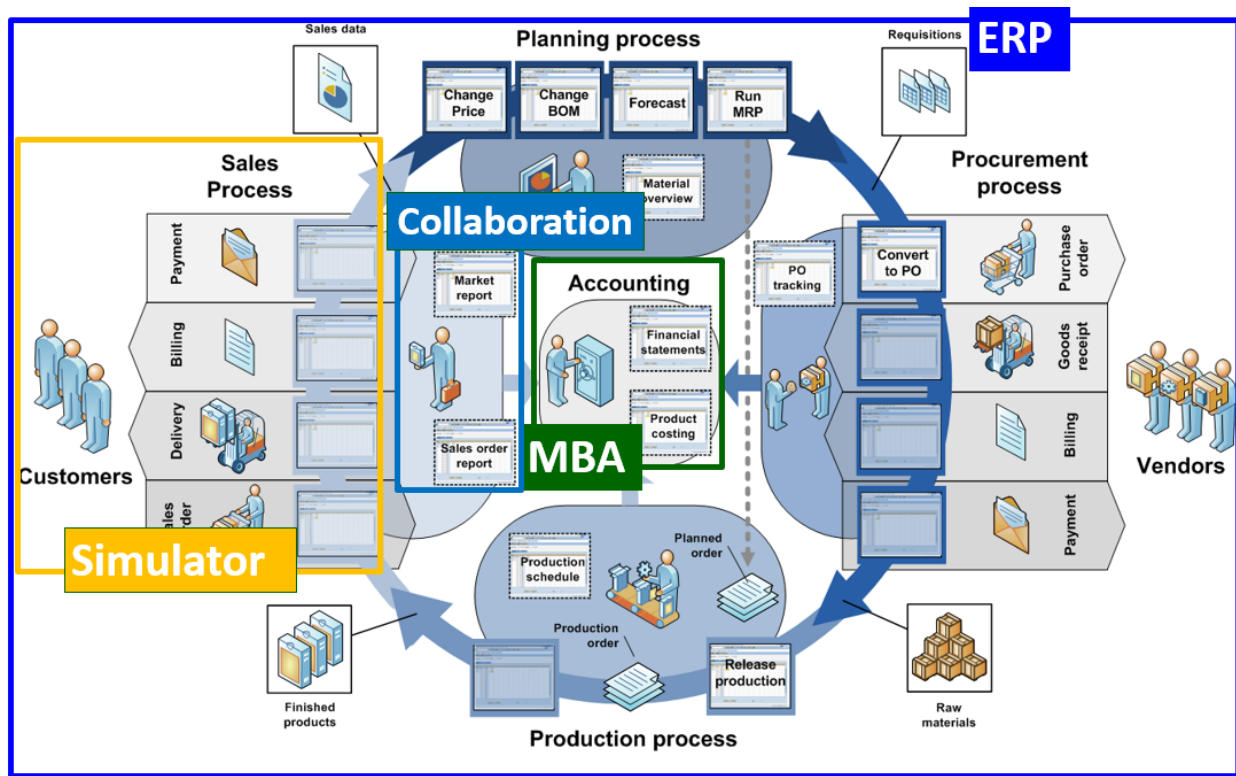 ERP
Sales data
Planning process
Requisitions
Change
Price
Change
BOM
Forecast
Run
MRP
Sales
Process
Procurement
process
Material
overview
Collaboration
Payment
Market
report
Accounting
PO
tracking
Convert
to PO
Purchase
order
Billing
Financial
statements
Goods
receipt
Delivery
Product
costing
Sales order
report
MBA
Billing
Customers
Vendors
Simulator
Payment
Production
schedule
Planned
order
Production
order
Release
production
Finished
products
Raw
materials
Production process